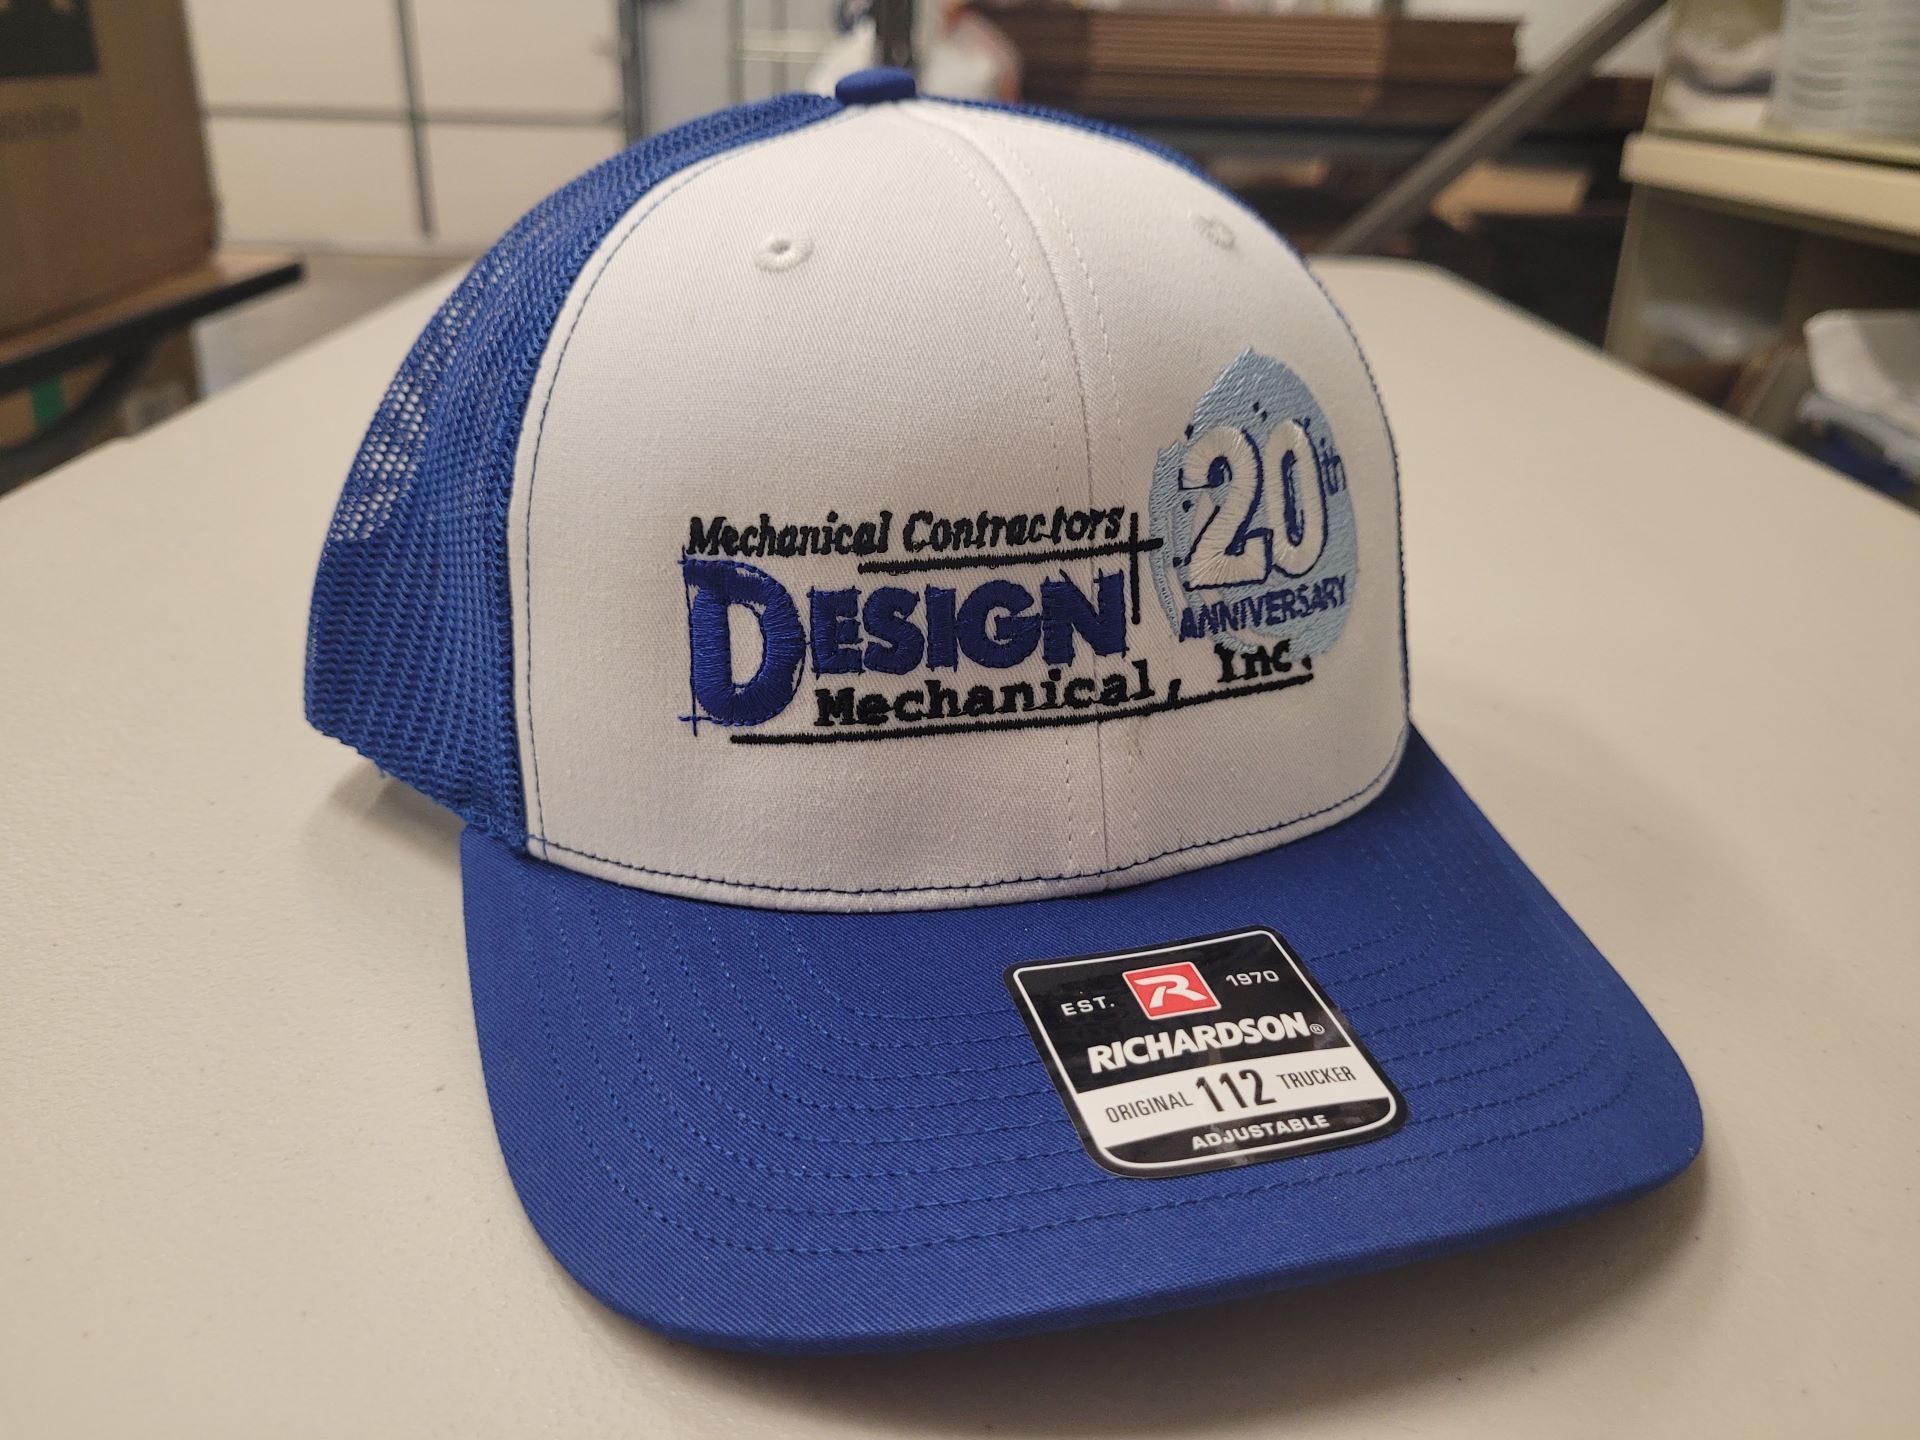 Mechanical Contractors
DESIGN
Mechanical, Inc.
20th
ANNIVERSARY
EST. R 1970
RICHARDSON®
ORIGINAL 112 TRUCKER
ADJUSTABLE